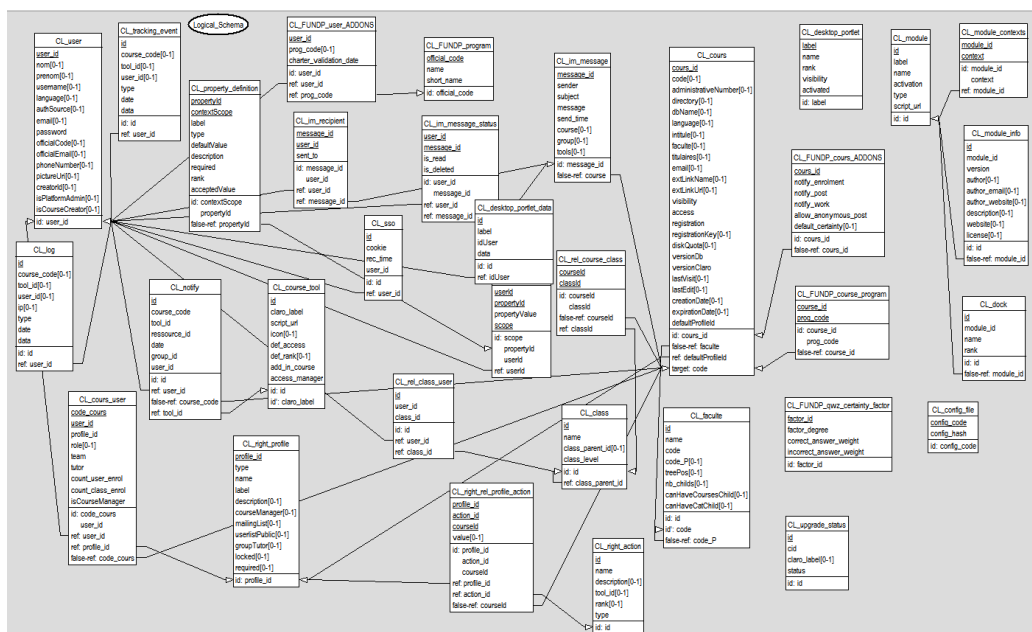 Logical_Schema
CL_user
user_id
nom[0-1]
prenom[0-1]
username[0-1]
language[0-1]
authSource[0-1]
email[0-1]
password
officialCode[0-1]
officialEmail[0-1]
phoneNumber[0-1]
pictureUrl[0-1]
creatorId[0-1]
isPlatformAdmin[0-1]
isCourseCreator[0-1]
id: user_id
CL_tracking_event
id
course_code[0-1]
tool_id[0-1]
user_id[0-1]
type
date
data
id: id
ref: user_id
CL_FUNDP_user_ADDONS
user_id
prog_code[0-1]
charter_validation_date
id: user_id
ref: user_id
ref: prog_code
CL_FUNDP_program
official_code
name
short_name
id: official_code
CL_property_definition
propertyId
contextScope
label
type
defaultValue
description
required
rank
acceptedValue
id: contextScope
propertyId
false-ref: propertyId
CL_im_recipient
message_id
user_id
sent_to
id: message_id
user_id
ref: user_id
ref: message_id
CL_im_message_status
user_id
message_id
is_read
is_deleted
id: user_id
message_id
ref: user_id
ref: message_id
CL_im_message
message_id
sender
subject
message
send_time
course[0-1]
group[0-1]
tools[0-1]
id: message_id
false-ref: course
CL_cours
cours_id
code[0-1]
administrativeNumber[0-1]
directory[0-1]
dbName[0-1]
language[0-1]
intitule[0-1]
faculte[0-1]
titulaires[0-1]
email[0-1]
extLinkName[0-1]
extLinkUrl[0-1]
visibility
access
registration
registrationKey[0-1]
diskQuota[0-1]
versionDb
versionClaro
lastVisit[0-1]
lastEdit[0-1]
creationDate[0-1]
expirationDate[0-1]
defaultProfileId
id: cours_id
false-ref: faculte
ref: defaultProfileId
target: code
CL_desktop_portlet
label
name
rank
visibility
activated
id: label
CL_module
id
label
name
activation
type
script_url
id: id
CL_module_contexts
module_id
context
id: module_id
context
ref: module_id
CL_module_info
id
module_id
version
author[0-1]
author_email[0-1]
author_website[0-1]
description[0-1]
website[0-1]
license[0-1]
id: id
false-ref: module_id
CL_FUNDP_cours_ADDONS
cours_id
notify_enrolment
notify_post
notify_work
allow_anonymous_post
default_certainty[0-1]
id: cours_id
false-ref: cours_id
CL_log
id
course_code[0-1]
tool_id[0-1]
user_id[0-1]
ip[0-1]
type
date
data
id: id
ref: user_id
CL_notify
id
course_code
tool_id
ressource_id
date
group_id
user_id
id: id
ref: user_id
false-ref: course_code
ref: tool_id
CL_course_tool
id
claro_label
script_url
icon[0-1]
def_access
def_rank[0-1]
add_in_course
access_manager
id: id
id': claro_label
CL_sso
id
cookie
rec_time
user_id
id: id
ref: user_id
CL_desktop_portlet_data
id
label
idUser
data
id: id
ref: idUser
userId
propertyId
propertyValue
scope
id: scope
propertyId
userId
ref: userId
CL_rel_course_class
courseId
classId
id: courseId
classId
false-ref: courseId
ref: classId
CL_FUNDP_course_program
course_id
prog_code
id: course_id
prog_code
false-ref: course_id
CL_dock
id
module_id
name
rank
id: id
false-ref: module_id
CL_cours_user
code_cours
user_id
profile_id
role[0-1]
team
tutor
count_user_enrol
count_class_enrol
isCourseManager
id: code_cours
user_id
ref: user_id
ref: profile_id
false-ref: code_cours
CL_right_profile
profile_id
type
name
label
description[0-1]
courseManager[0-1]
mailingList[0-1]
userlistPublic[0-1]
groupTutor[0-1]
locked[0-1]
required[0-1]
id: profile_id
CL_rel_class_user
id
user_id
class_id
id: id
ref: user_id
ref: class_id
CL_class
id
name
class_parent_id[0-1]
class_level
id: id
ref: class_parent_id
CL_faculte
id
name
code
code_P[0-1]
treePos[0-1]
nb_childs[0-1]
canHaveCoursesChild[0-1]
canHaveCatChild[0-1]
id: id
id': code
false-ref: code_P
CL_FUNDP_qwz_certainty_factor
factor_id
factor_degree
correct_answer_weight
incorrect_answer_weight
id: factor_id
CL_config_file
config_code
config_hash
id: config_code
CL_right_rel_profile_action
profile_id
action_id
courseId
value[0-1]
id: profile_id
action_id
courseId
ref: profile_id
ref: action_id
false-ref: courseId
CL_right_action
id
name
description[0-1]
tool_id[0-1]
rank[0-1]
type
id: id
CL_upgrade_status
id
cid
claro_label[0-1]
status
id: id